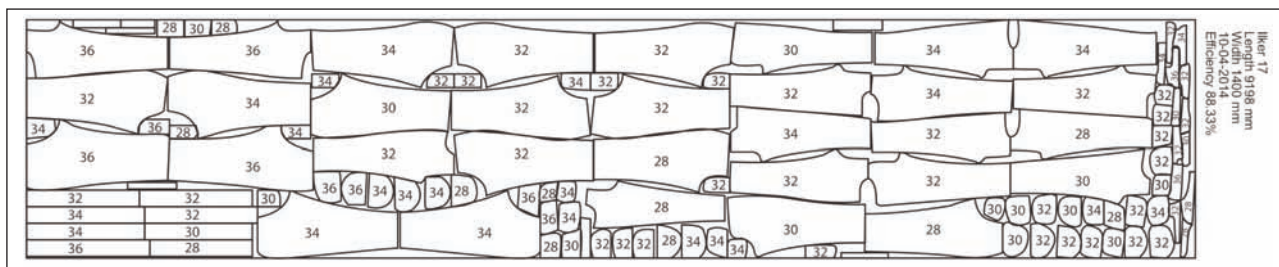 28 30 28
36 36 34 32 32 30 34 34
34 32 32 34 32 32
32 34 30 32 32 32 34 32 32
32
34 36 28 34 34 32 28 32
36 36 32 32 28 32 32 30 32
36 36 34 34 34 28 32 30
32 32 30 36 28 34 28
34 32 36 34 30 30 32 30 34 28 32 34
34 30 34 34 30 28
36 28 28 30 32 32 32 28 34 34 34 32 30 32 32 32 30 32 32
Ilker 17
Length 9198 mm
Width 1400 mm
10-04-2014
Efficiency 88.33%